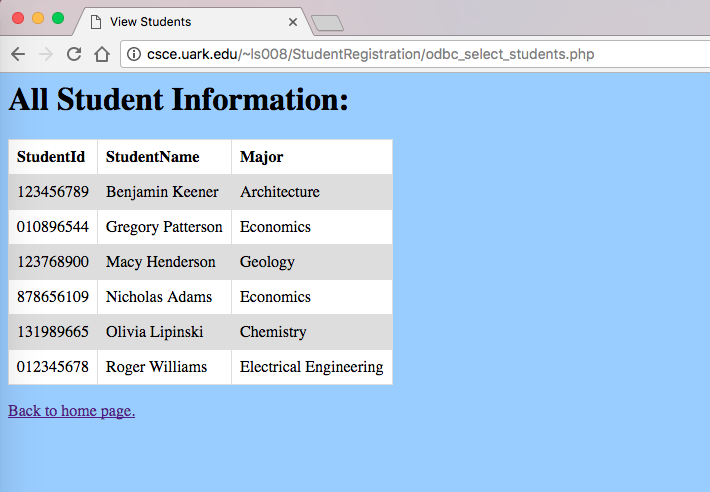 View Students
csce.uark.edu/~ls008/StudentRegistration/odbc_select_students.php
All Student Information:
StudentId StudentName Major
123456789 Benjamin Keener Architecture
010896544 Gregory Patterson Economics
123768900 Macy Henderson Geology
878656109 Nicholas Adams Economics
131989665 Olivia Lipinski Chemistry
012345678 Roger Williams Electrical Engineering
Back to home page.